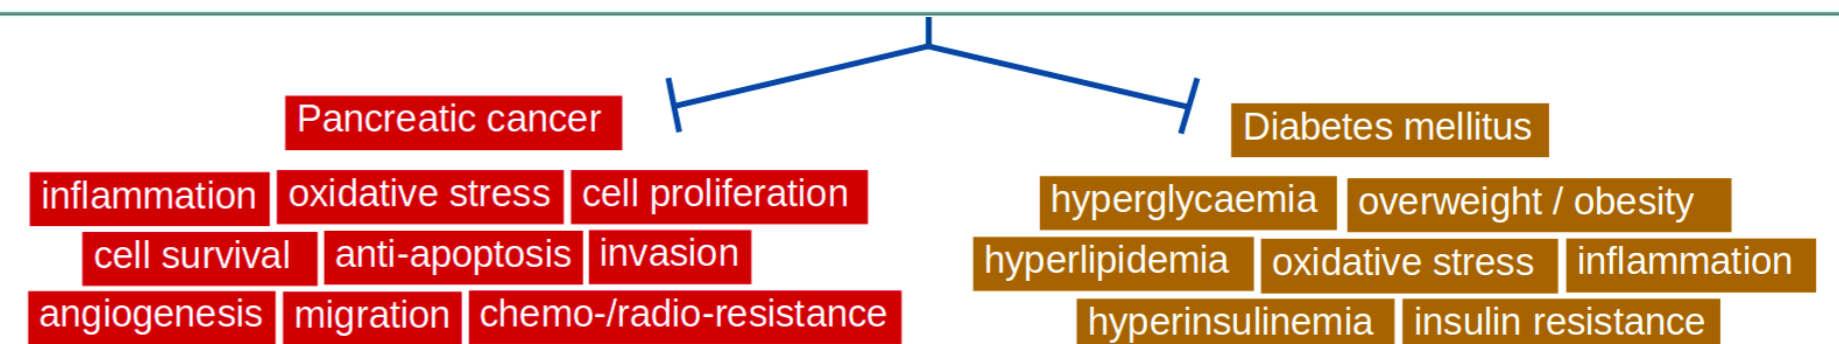 Pancreatic cancer
inflammation oxidative stress cell proliferation
cell survival anti-apoptosis invasion
angiogenesis migration chemo-/radio-resistance
Diabetes mellitus
hyperglycaemia overweight / obesity
hyperlipidemia oxidative stress inflammation
hyperinsulinemia insulin resistance